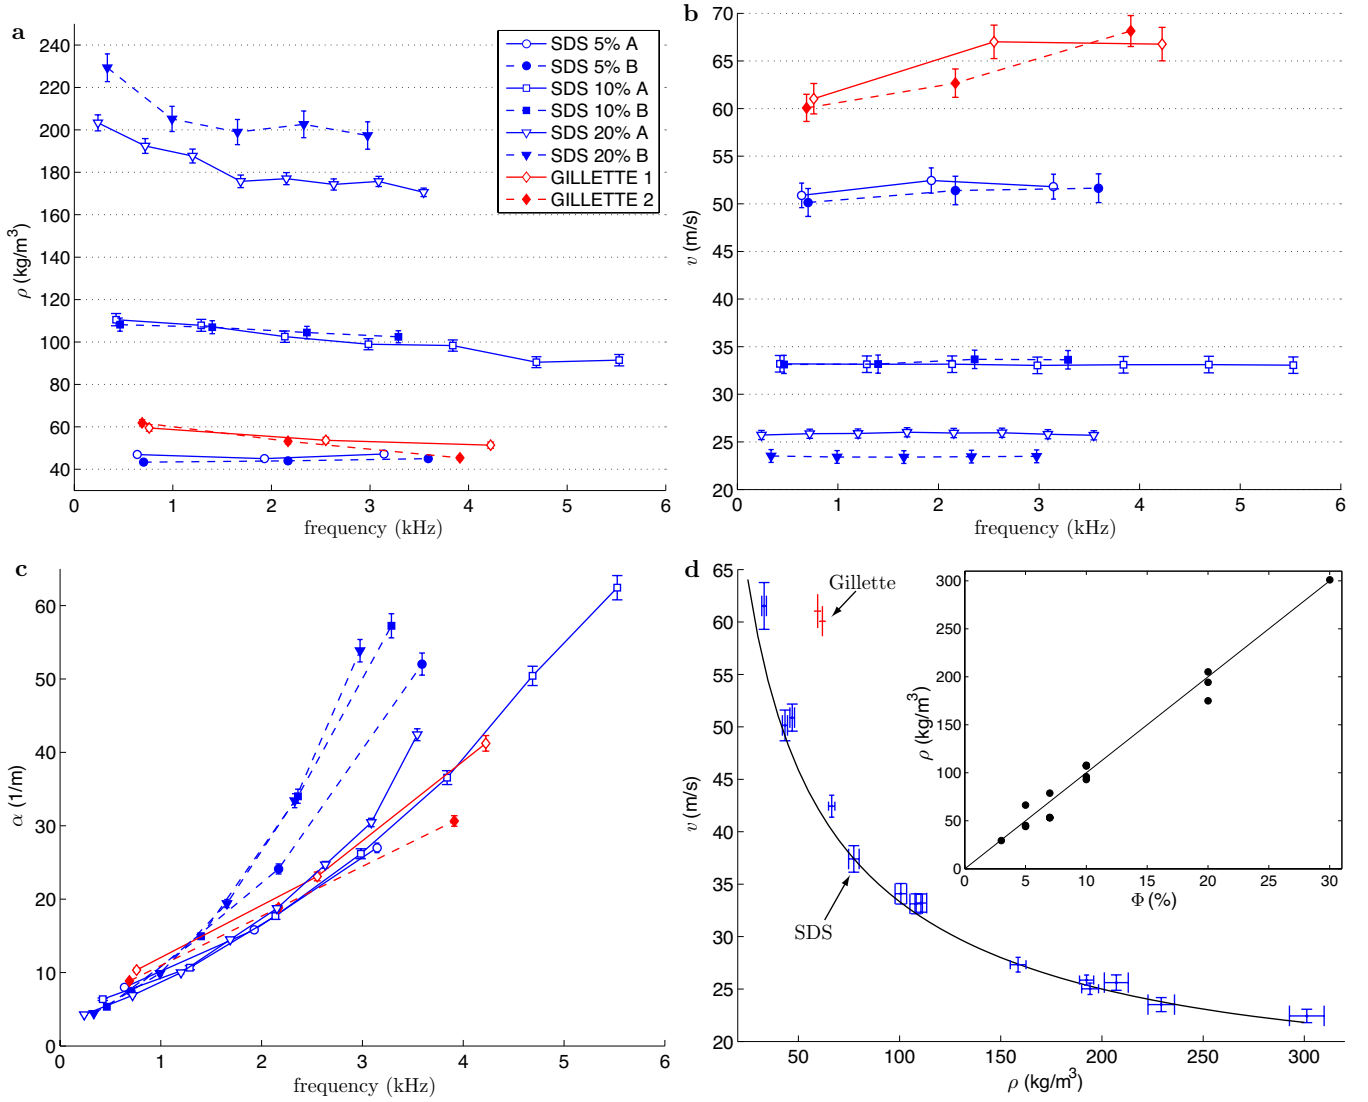 a
240
220
200
180
160
140
120
100
80
60
40
0 1 2 3 4 5 6
ρ (kg/m³)
frequency (kHz)
SDS 5% A
SDS 5% B
SDS 10% A
SDS 10% B
SDS 20% A
SDS 20% B
GILLETTE 1
GILLETTE 2
b
70
65
60
55
50
45
40
35
30
25
20
0 1 2 3 4 5 6
v (m/s)
frequency (kHz)
c
60
50
40
30
20
10
0
0 1 2 3 4 5 6
α (1/m)
frequency (kHz)
d
65
60
55
50
45
40
35
30
25
20
50 100 150 200 250 300
v (m/s)
ρ (kg/m³)
Gillette
SDS
300
250
200
150
100
50
0
0 5 10 15 20 25 30
ρ (kg/m³)
Φ (%)